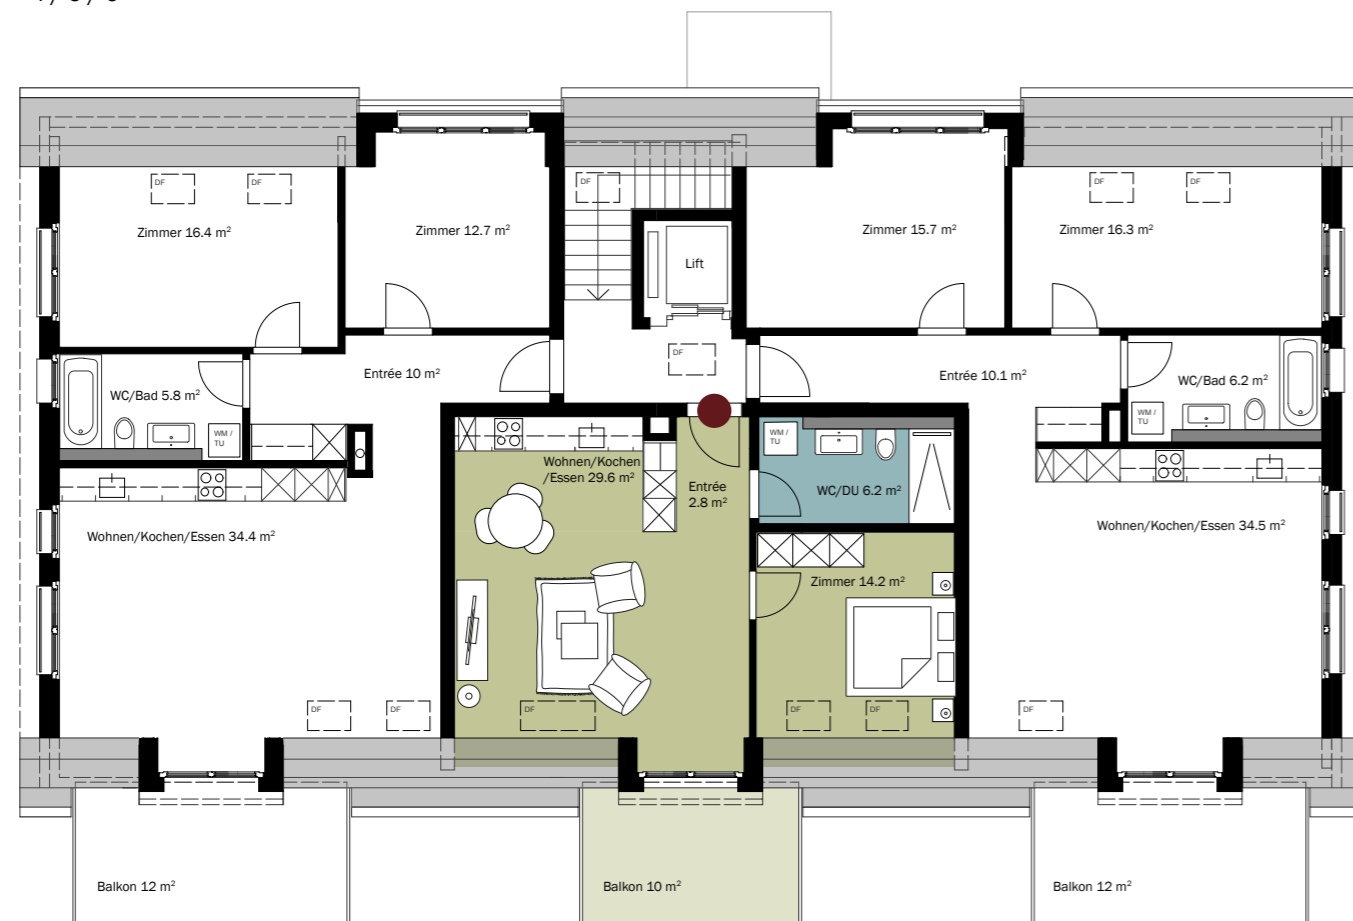 DF
DF
DF
DF
DF
Zimmer 16.4 m²
Zimmer 12.7 m²
Zimmer 15.7 m²
Zimmer 16.3 m²
Lift
DF
Entrée 10 m²
Entrée 10.1 m²
WC/Bad 5.8 m²
WC/Bad 6.2 m²
WM /
TU
WM /
TU
WM /
TU
Wohnen/Kochen
/Essen 29.6 m²
Entrée
2.8 m²
WC/DU 6.2 m²
Wohnen/Kochen/Essen 34.4 m²
Wohnen/Kochen/Essen 34.5 m²
Zimmer 14.2 m²
DF
DF
DF
DF
DF
DF
Balkon 12 m²
Balkon 10 m²
Balkon 12 m²